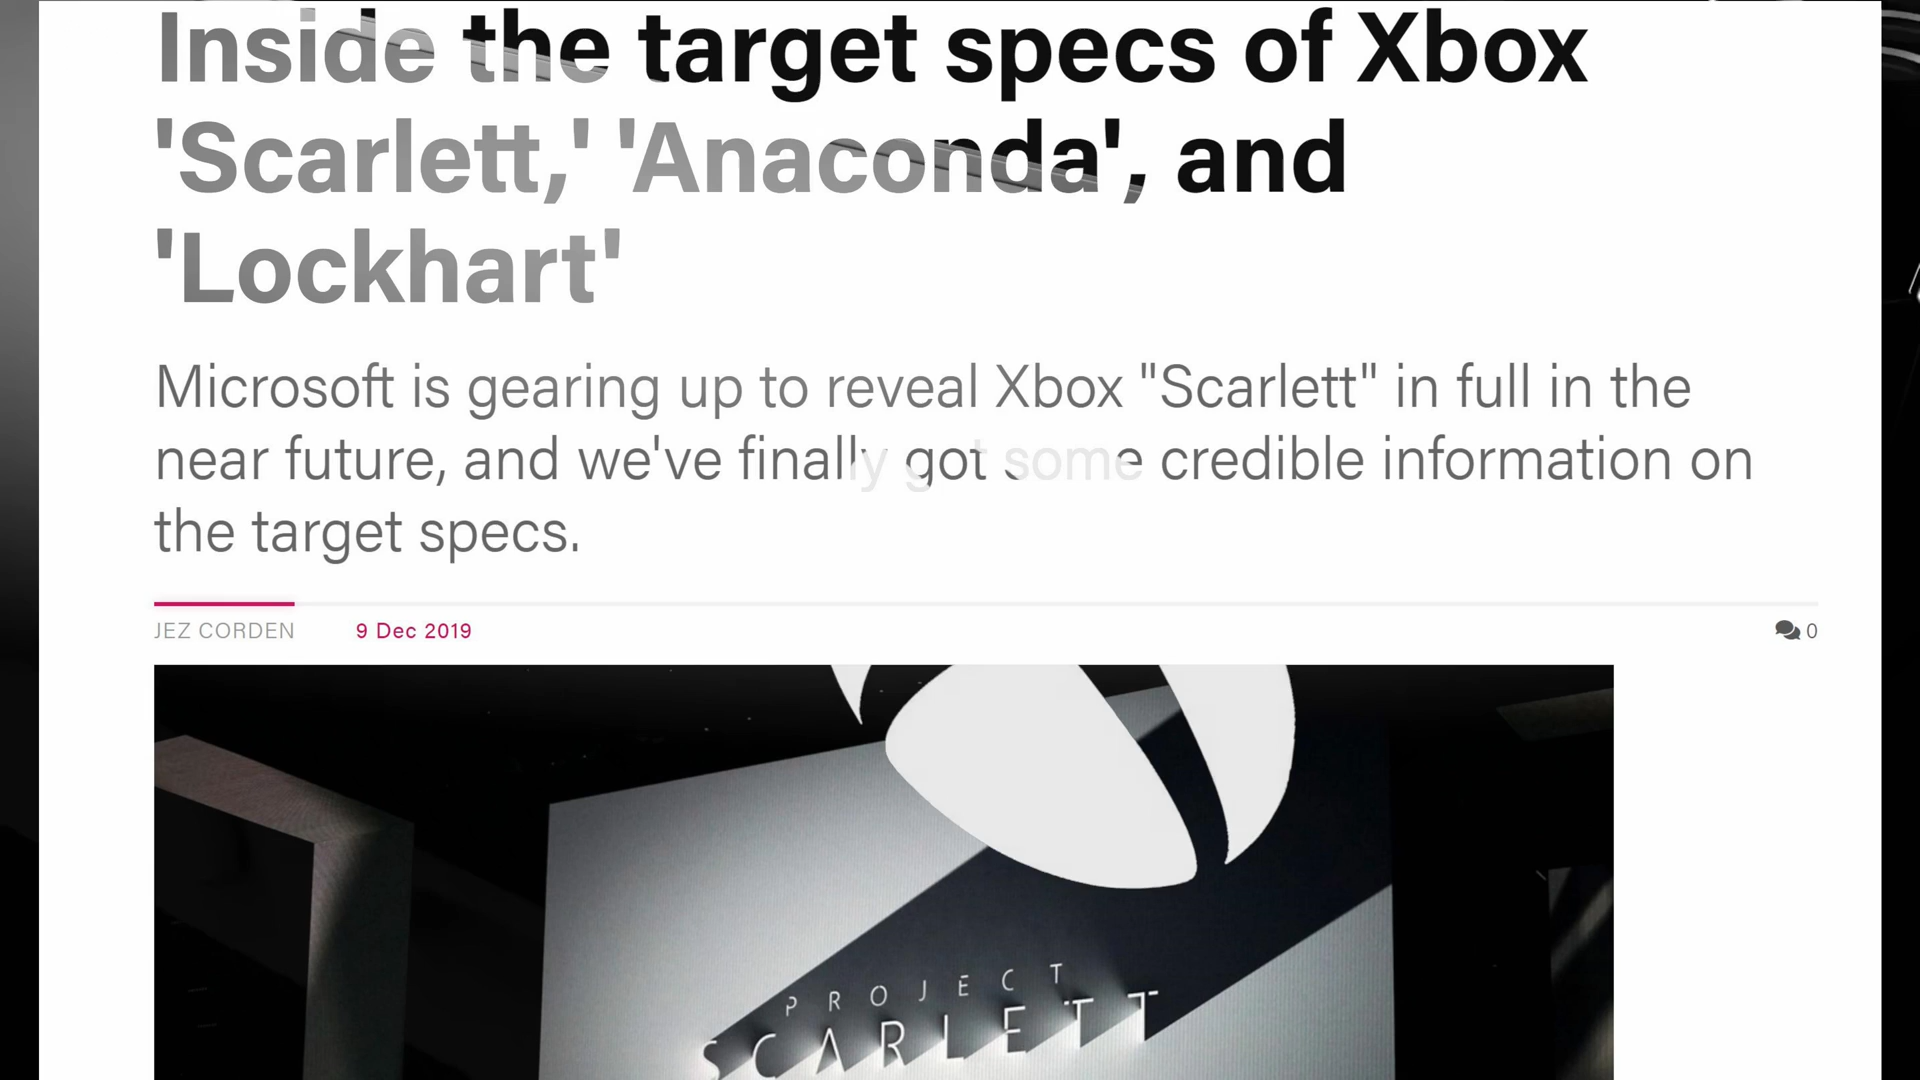 Inside the target specs of Xbox
'Scarlett,' 'Anaconda', and
'Lockhart'
Microsoft is gearing up to reveal Xbox "Scarlett" in full in the
near future, and we've finally got some credible information on
the target specs.
JEZ CORDEN 9 Dec 2019 0
PROJECT
SCARLETT